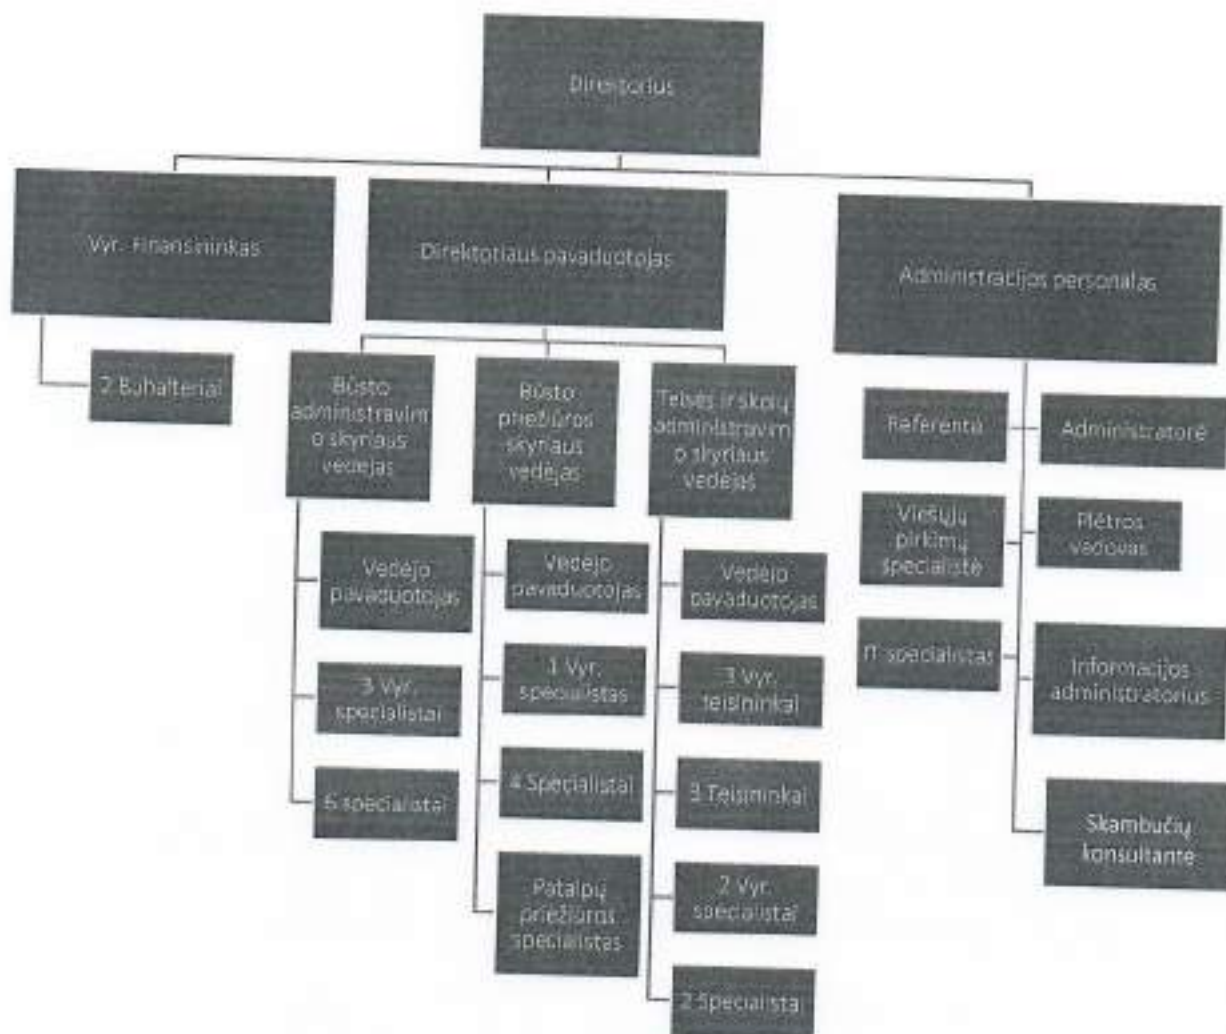 Direktorius
Vyr. Finansininkas
Direktoriaus pavaduotojas
Administracijos personalas
2 Buhalteriai
Būsto
administravim
o skyriaus
vedėjas
Būsto
priežiūros
skyriaus
vedėjas
Teisės ir skolų
administravim
o skyriaus
vedėjas
Vedėjo
pavaduotojas
3 Vyr.
specialistai
6 specialistai
Vedėjo
pavaduotojas
1 Vyr.
specialistas
4 Specialistai
Patalpų
priežiūros
specialistas
Vedėjo
pavaduotojas
3 Vyr.
teisininkai
3 Teisininkai
2 Vyr.
specialistai
2 Specialistai
Referentė
Administratorė
Viešųjų
pirkimų
specialistė
Plėtros
vadovas
IT specialistas
Informacijos
administratorius
Skambučių
konsultantė